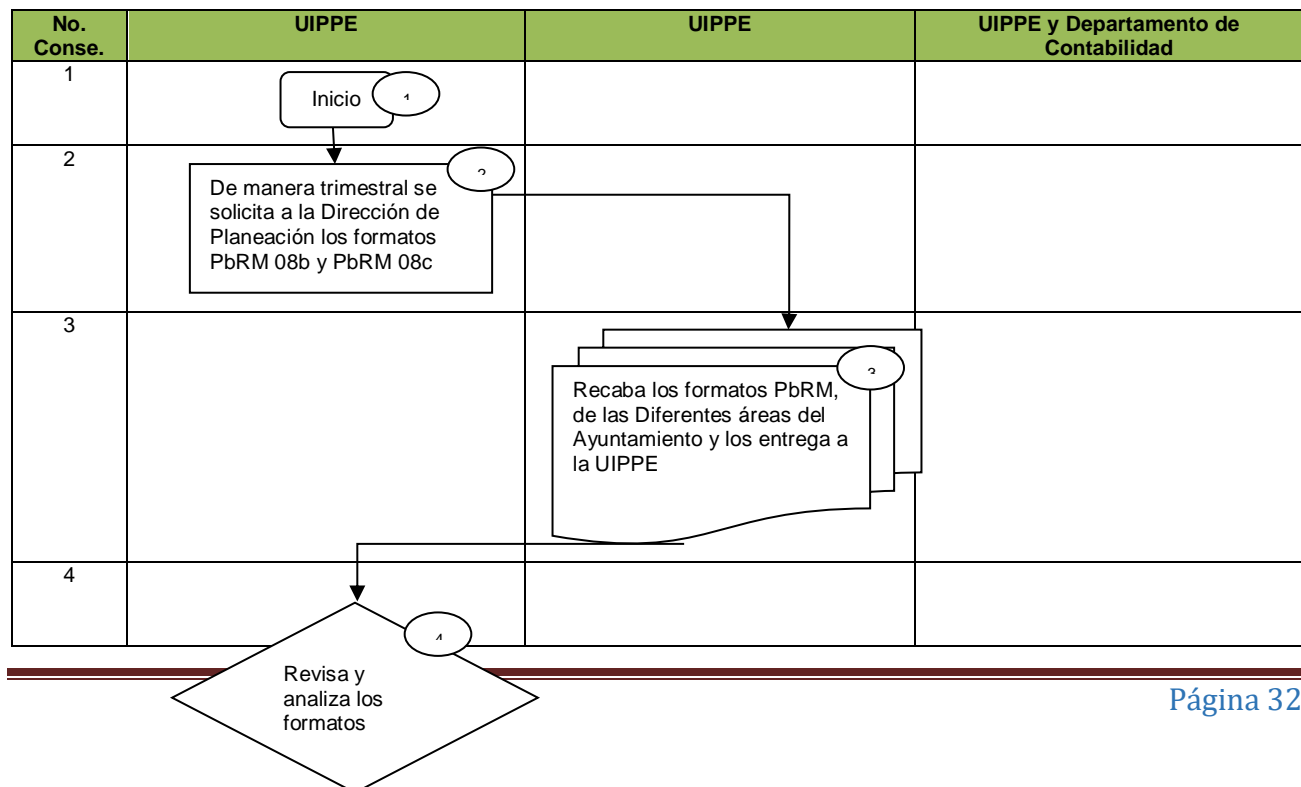 No. Conse.
UIPPE
UIPPE
UIPPE y Departamento de
Contabilidad
1
Inicio
2
De manera trimestral se
solicita a la Dirección de
Planeación los formatos
PbRM 08b y PbRM 08c
3
Recaba los formatos PbRM,
de las Diferentes áreas del
Ayuntamiento y los entrega a
la UIPPE
4
Revisa y
analiza los
formatos
Página 32